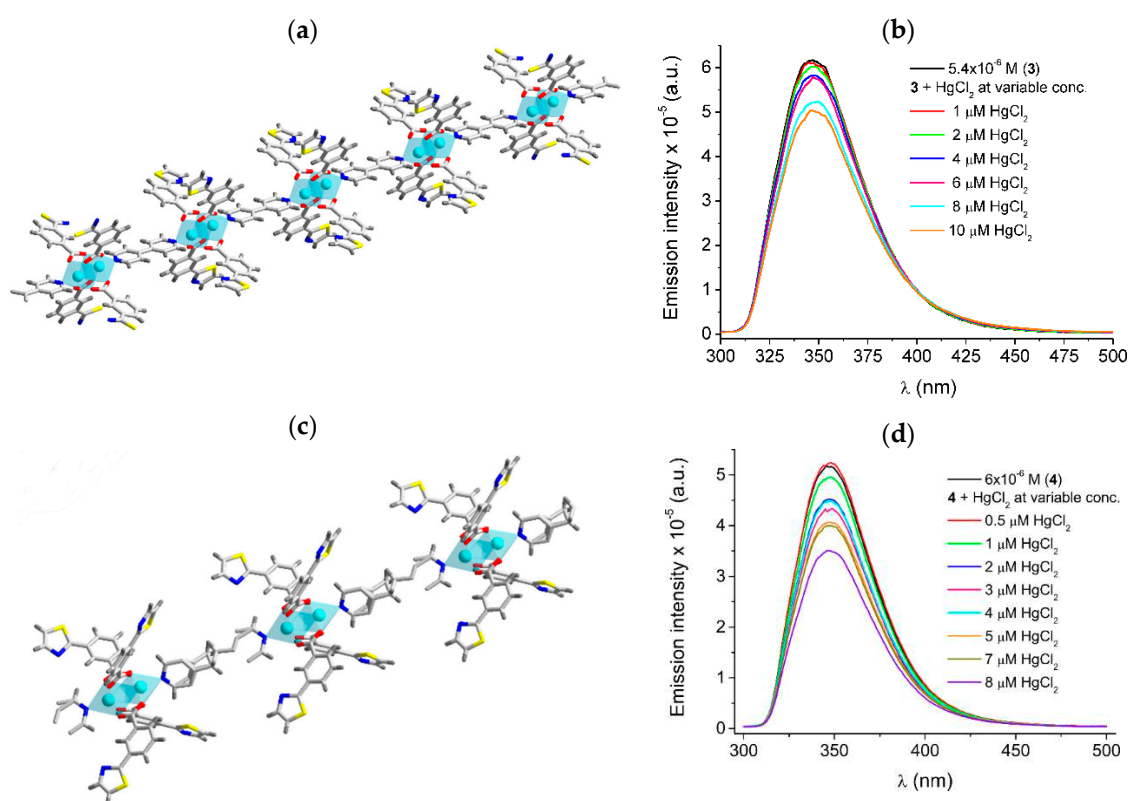 (a)
(b)
Emission intensity x 10⁻⁵ (a.u.)
6
5
4
3
2
1
0
5.4x10⁻⁶ M (3)
3 + HgCl₂ at variable conc.
1 μM HgCl₂
2 μM HgCl₂
4 μM HgCl₂
6 μM HgCl₂
8 μM HgCl₂
10 μM HgCl₂
300 325 350 375 400 425 450 475 500
λ (nm)
(c)
(d)
Emission intensity x 10⁻⁵ (a.u.)
5
4
3
2
1
0
6x10⁻⁶ M (4)
4 + HgCl₂ at variable conc.
0.5 μM HgCl₂
1 μM HgCl₂
2 μM HgCl₂
3 μM HgCl₂
4 μM HgCl₂
5 μM HgCl₂
7 μM HgCl₂
8 μM HgCl₂
300 350 400 450 500
λ (nm)